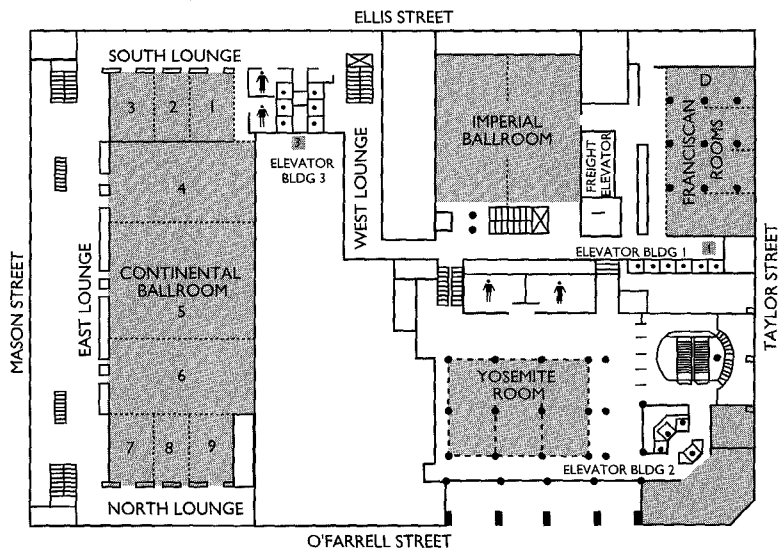 ELLIS STREET
SOUTH LOUNGE
3 2 1
D
IMPERIAL
BALLROOM
FRANCISCAN
ROOMS
3
ELEVATOR
BLDG 3
FREIGHT
ELEVATOR
4
WEST LOUNGE
ELEVATOR BLDG 1
1
TAYLOR STREET
MASON STREET
EAST LOUNGE
CONTINENTAL
BALLROOM
5
6
YOSEMITE
ROOM
7 8 9
ELEVATOR BLDG 2
NORTH LOUNGE
O'FARRELL STREET